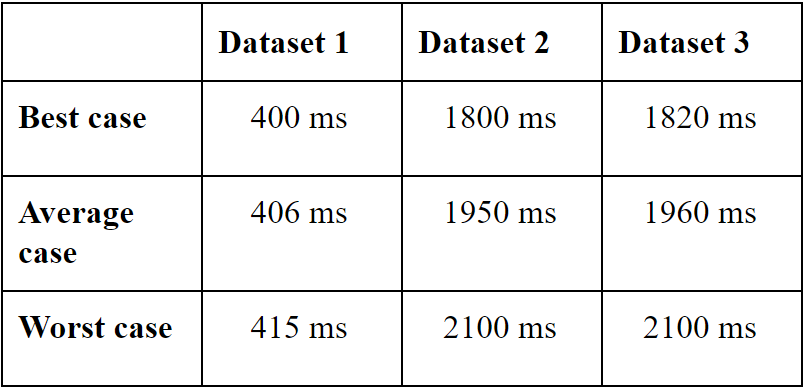 Dataset 1 Dataset 2 Dataset 3
Best case 400 ms 1800 ms 1820 ms
Average case 406 ms 1950 ms 1960 ms
Worst case 415 ms 2100 ms 2100 ms